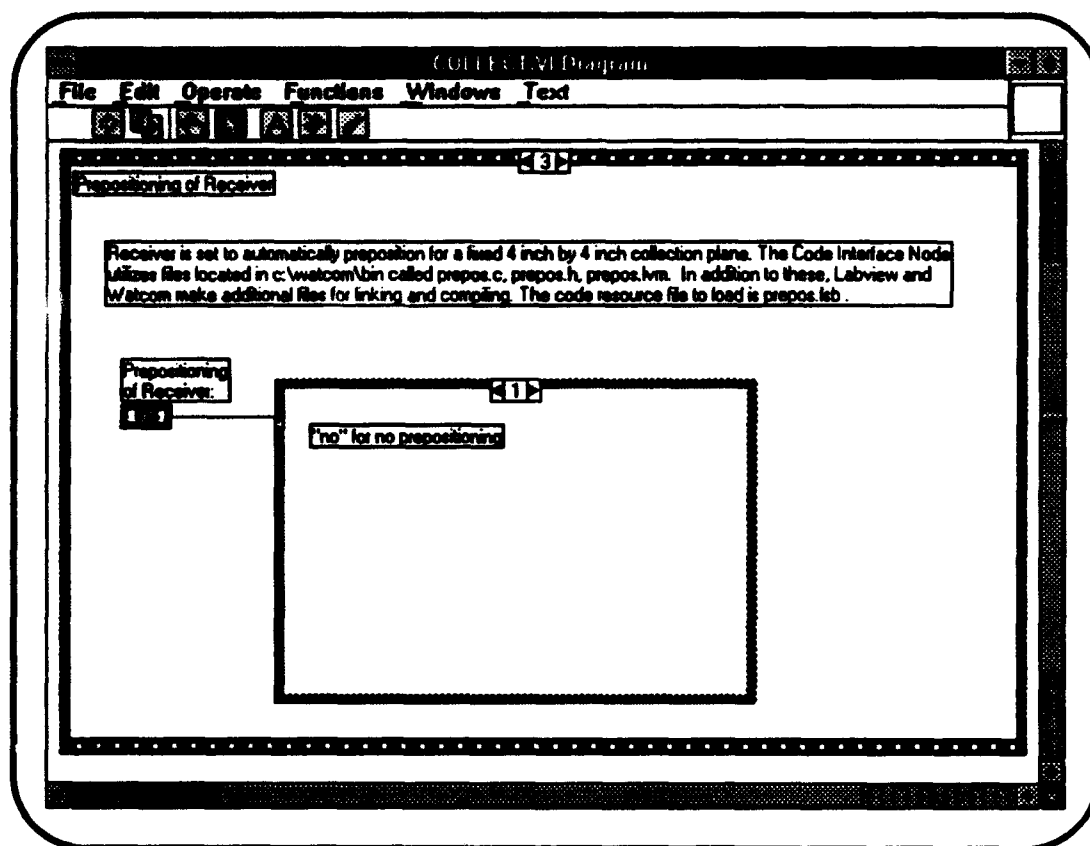 COLLECT.VI Diagram
File Edit Operate Functions Windows Text
3
Prepositioning of Receiver
Receiver is set to automatically preposition for a fixed 4 inch by 4 inch collection plane. The Code Interface Node
utilizes files located in c:\watcom\bin called prepos.c, prepos.h, prepos.lvm. In addition to these, Labview and
Watcom make additional files for linking and compiling. The code resource file to load is prepos.lsb .
Prepositioning
of Receiver:
1
"no" for no prepositioning